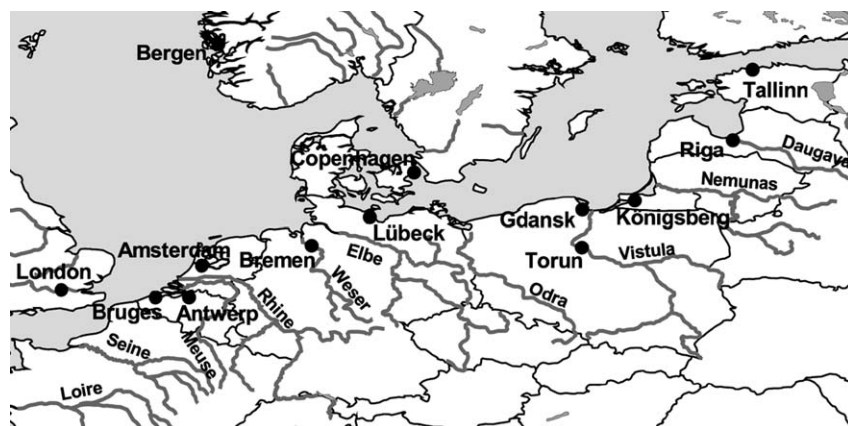 Bergen
Tallinn
Copenhagen
Riga
Daugava
Nemunas
Gdansk
Königsberg
Lübeck
Amsterdam
Bremen
Elbe
Torun
Vistula
London
Weser
Rhine
Odra
Bruges
Antwerp
Seine
Meuse
Loire